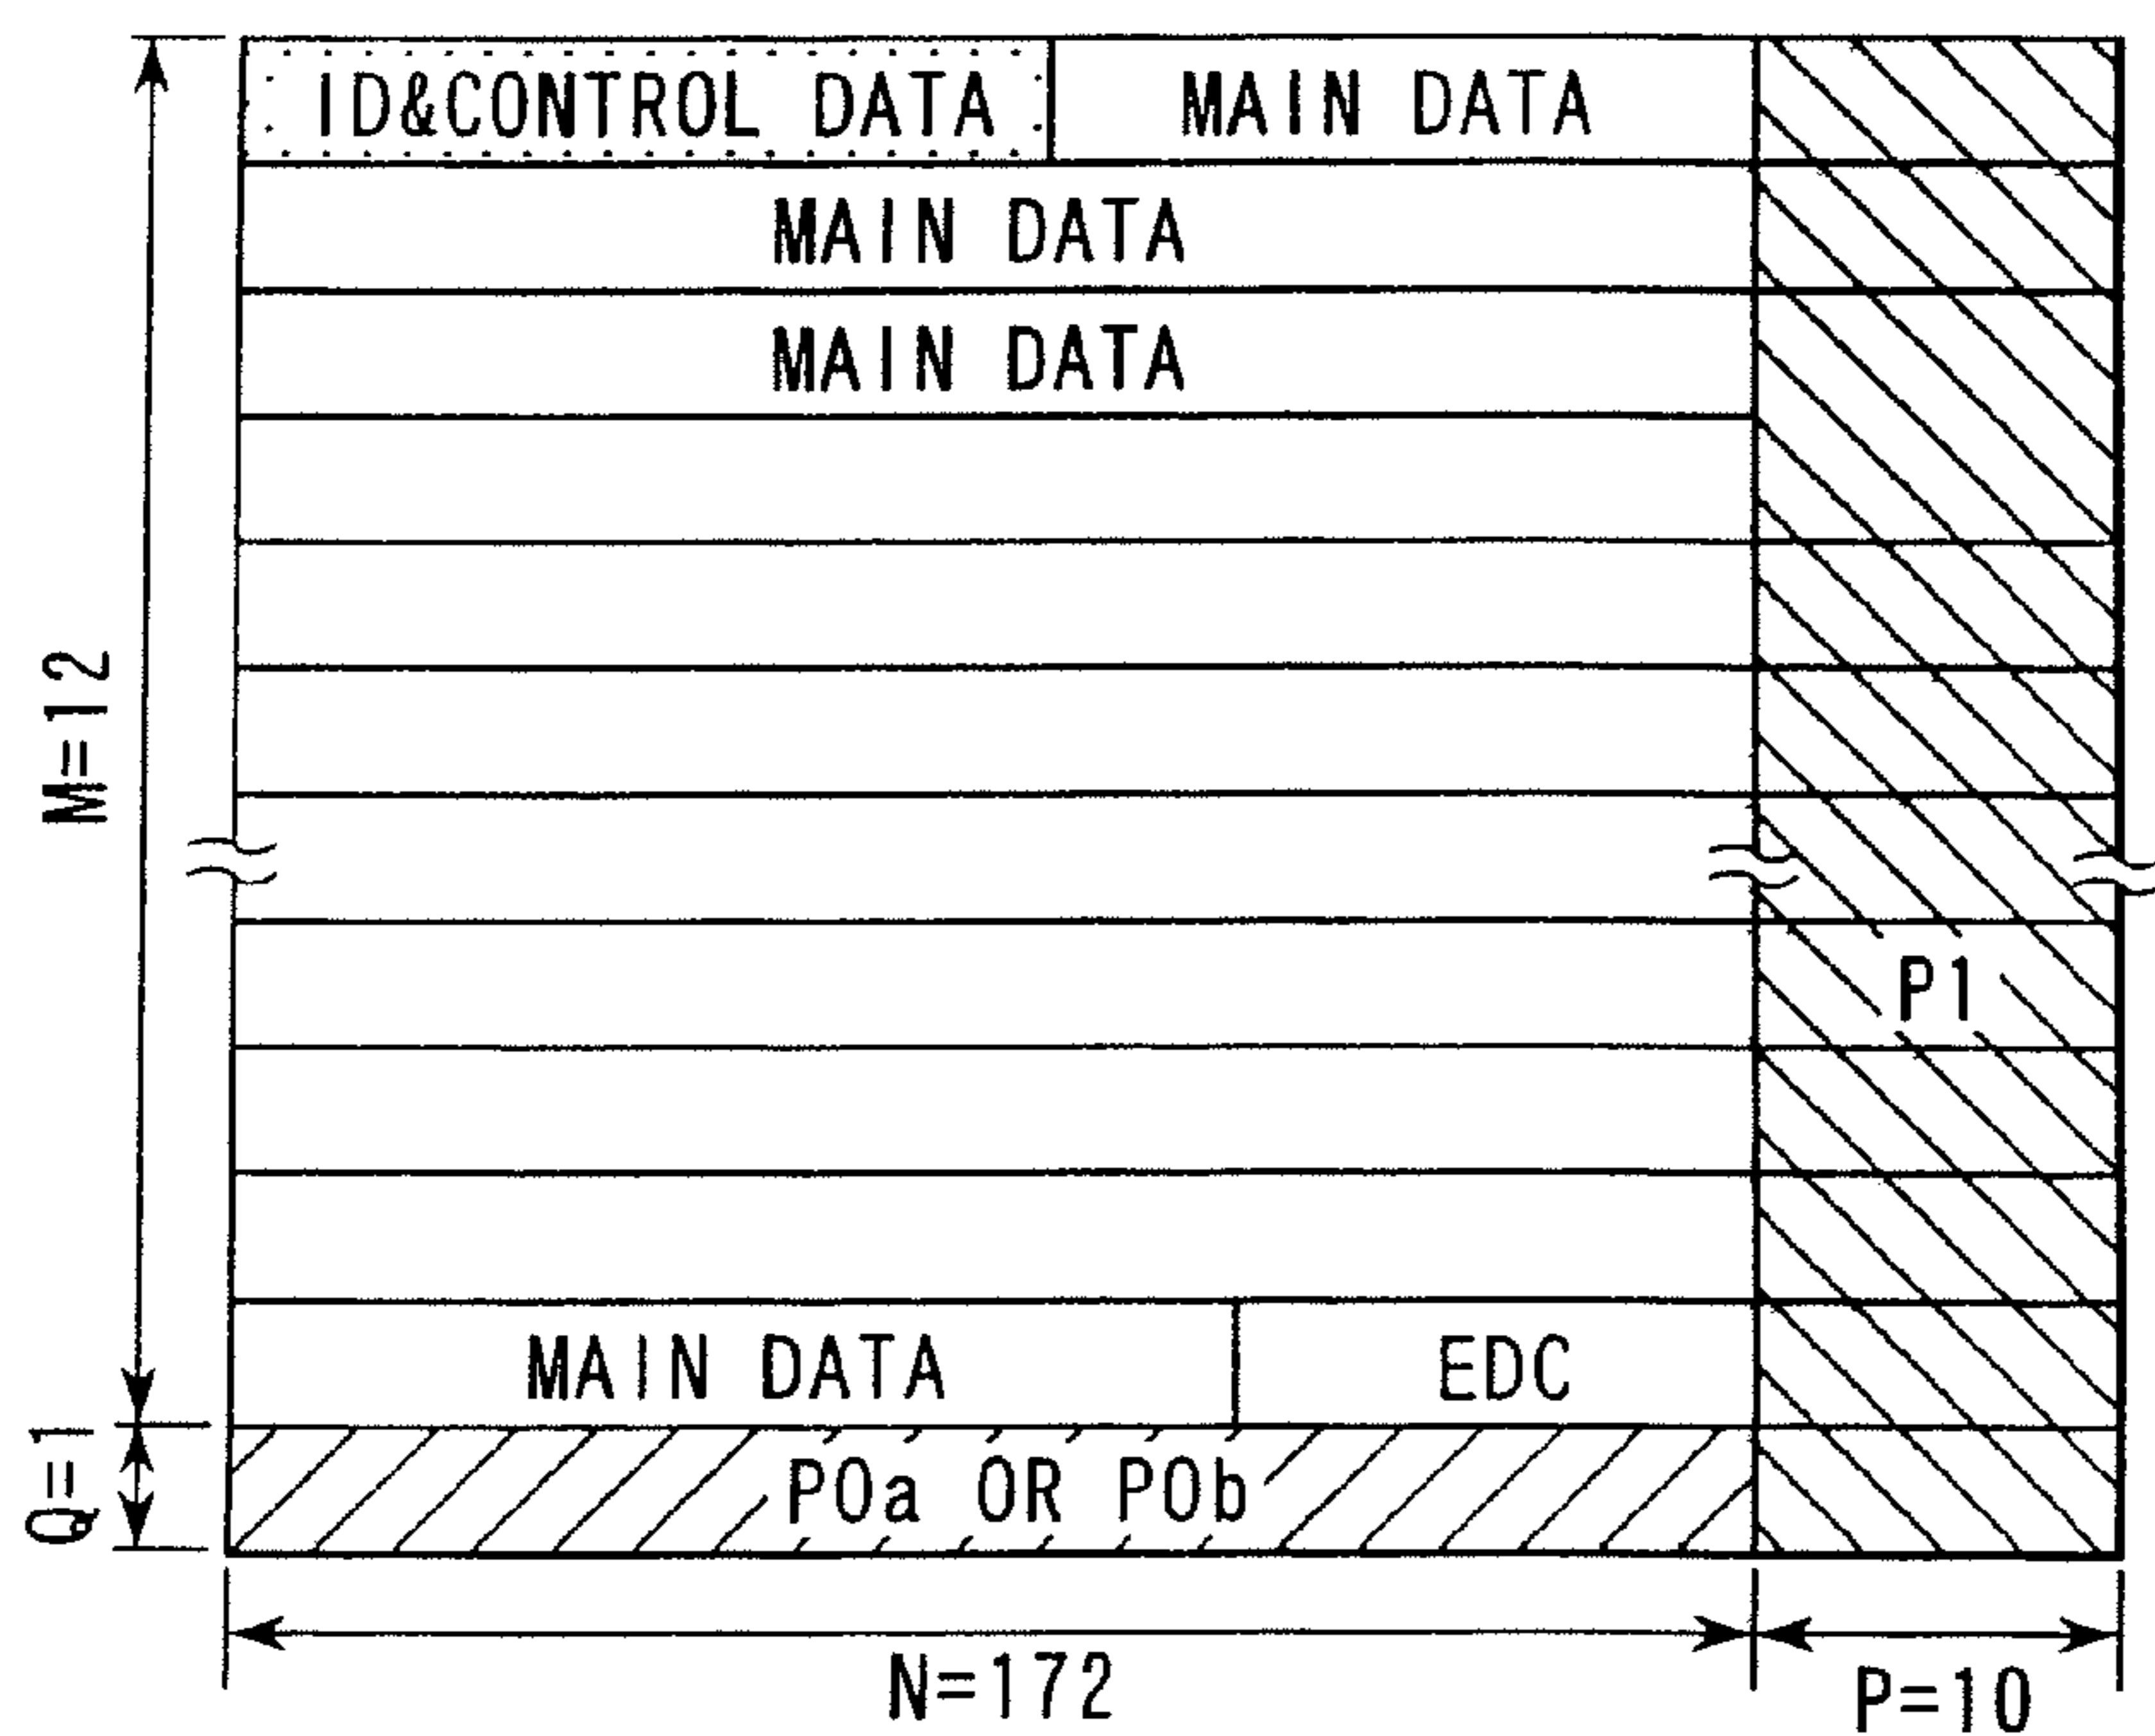 ID&CONTROL DATA MAIN DATA
MAIN DATA
MAIN DATA
M=12
P1
MAIN DATA EDC
Q=1
POa OR POb
N=172
P=10